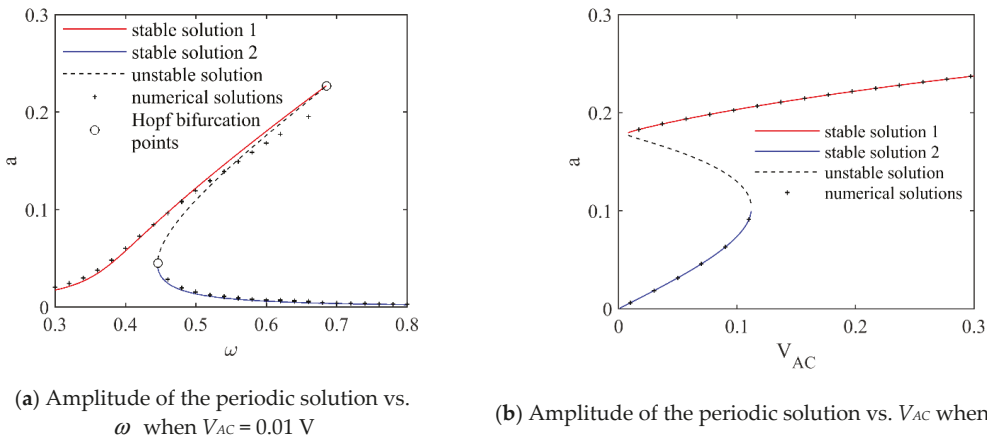 0.3
stable solution 1
stable solution 2
unstable solution
numerical solutions
Hopf bifurcation
points
0.2
a
0.1
0
0.3 0.4 0.5 0.6 0.7 0.8
ω
(a) Amplitude of the periodic solution vs.
ω when VAC = 0.01 V
0.3
0.2
stable solution 1
stable solution 2
unstable solution
numerical solutions
a
0.1
0
0 0.1 0.2 0.3
VAC
(b) Amplitude of the periodic solution vs. VAC when